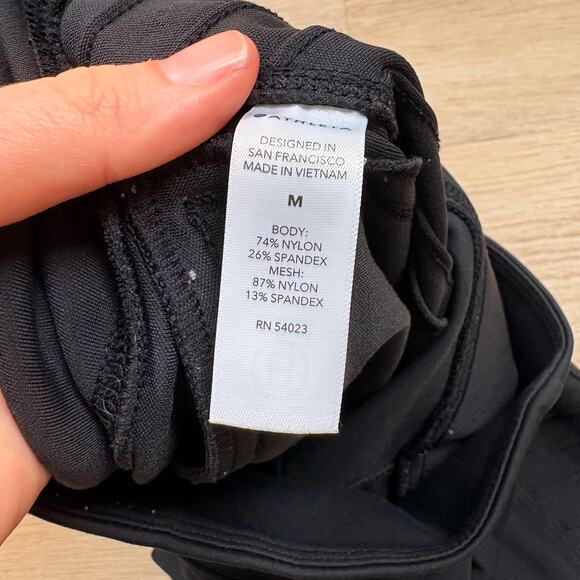 ATHLETA
DESIGNED IN
SAN FRANCISCO
MADE IN VIETNAM
M
BODY:
74% NYLON
26% SPANDEX
MESH:
87% NYLON
13% SPANDEX
RN 54023